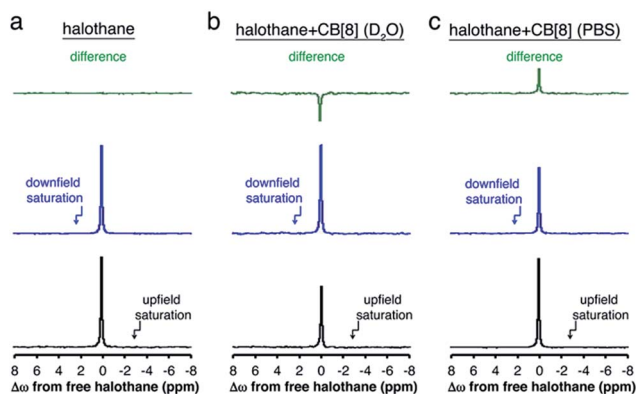 a halothane
difference
downfield
saturation
upfield
saturation
8 6 4 2 0 -2 -4 -6 -8
Δω from free halothane (ppm)
b halothane+CB[8] (D₂O)
difference
downfield
saturation
upfield
saturation
8 6 4 2 0 -2 -4 -6 -8
Δω from free halothane (ppm)
c halothane+CB[8] (PBS)
difference
downfield
saturation
upfield
saturation
8 6 4 2 0 -2 -4 -6 -8
Δω from free halothane (ppm)